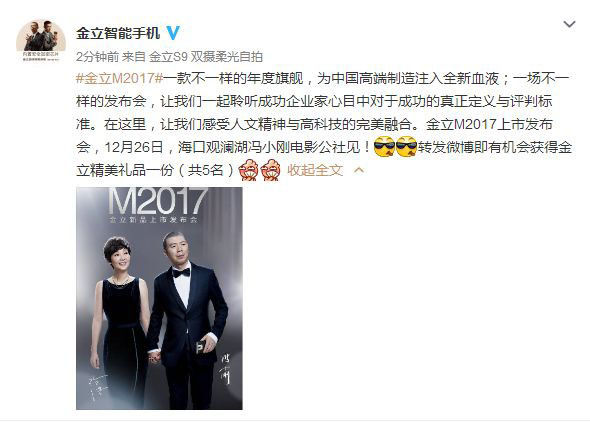 金立智能手机
2分钟前 来自 金立S9 双摄柔光自拍
#金立M2017#一款不一样的年度旗舰，为中国高端制造注入全新血液；一场不一
样的发布会，让我们一起聆听成功企业家心目中对于成功的真正定义与评判标
准。在这里，让我们感受人文精神与高科技的完美融合。金立M2017上市发布
会，12月26日，海口观澜湖冯小刚电影公社见！转发微博即有机会获得金
立精美礼品一份（共5名）收起全文
M2017
金立新品上市发布会